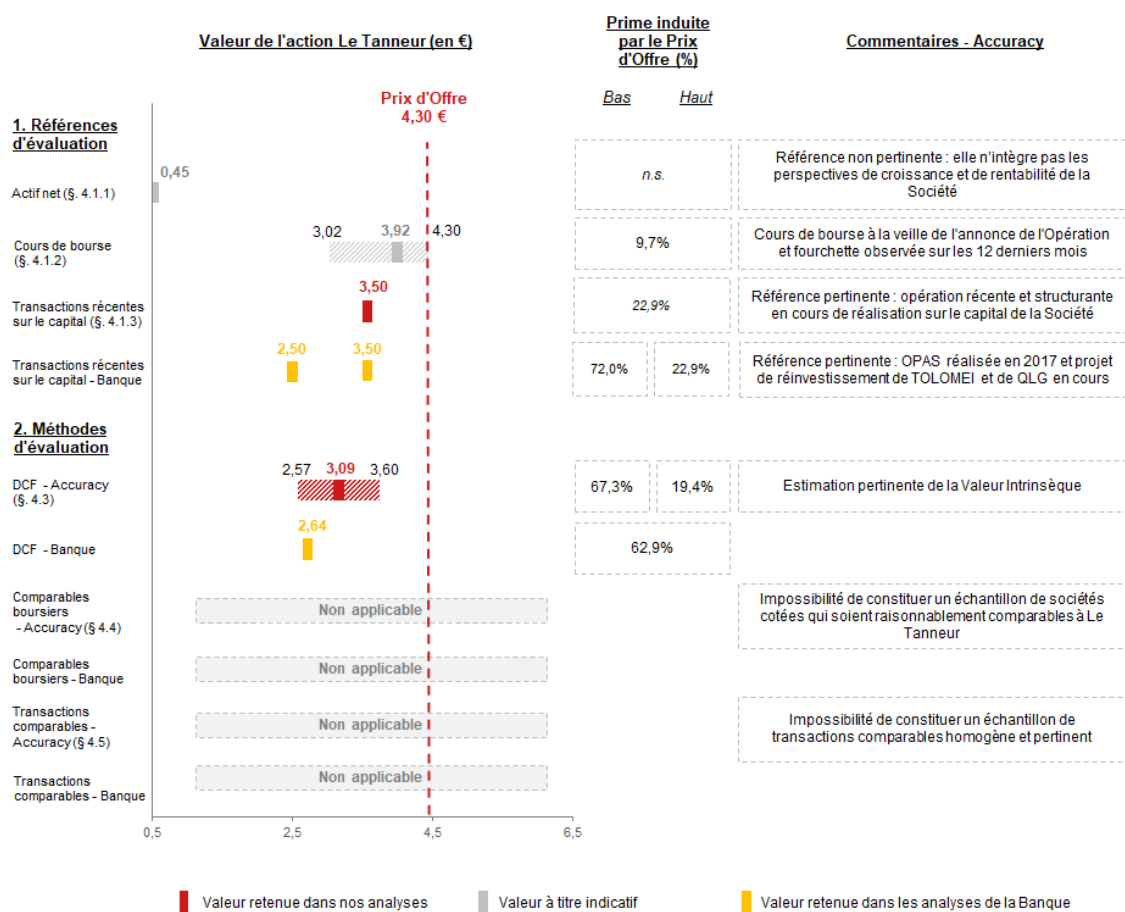 Valeur de l'action Le Tanneur (en €)
Prime induite
par le Prix
d'Offre (%)
Commentaires - Accuracy
Bas
Haut
Prix d'Offre
4,30 €
1. Références
d'évaluation
Actif net (§. 4.1.1)
0,45
n.s.
Référence non pertinente : elle n'intègre pas les
perspectives de croissance et de rentabilité de la
Société
Cours de bourse
(§. 4.1.2)
3,02
3,92
4,30
9,7%
Cours de bourse à la veille de l'annonce de l'Opération
et fourchette observée sur les 12 derniers mois
Transactions récentes
sur le capital (§. 4.1.3)
3,50
22,9%
Référence pertinente : opération récente et structurante
en cours de réalisation sur le capital de la Société
Transactions récentes
sur le capital - Banque
2,50
3,50
72,0%
22,9%
Référence pertinente : OPAS réalisée en 2017 et projet
de réinvestissement de TOLOMEI et de QLG en cours
2. Méthodes
d'évaluation
DCF - Accuracy
(§. 4.3)
2,57
3,09
3,60
67,3%
19,4%
Estimation pertinente de la Valeur Intrinsèque
DCF - Banque
2,64
62,9%
Comparables
boursiers
- Accuracy (§ 4.4)
Non applicable
Impossibilité de constituer un échantillon de sociétés
cotées qui soient raisonnablement comparables à Le
Tanneur
Comparables
boursiers - Banque
Non applicable
Transactions
comparables -
Accuracy (§ 4.5)
Non applicable
Impossibilité de constituer un échantillon de
transactions comparables homogène et pertinent
Transactions
comparables - Banque
Non applicable
0,5
2,5
4,5
6,5
Valeur retenue dans nos analyses
Valeur à titre indicatif
Valeur retenue dans les analyses de la Banque